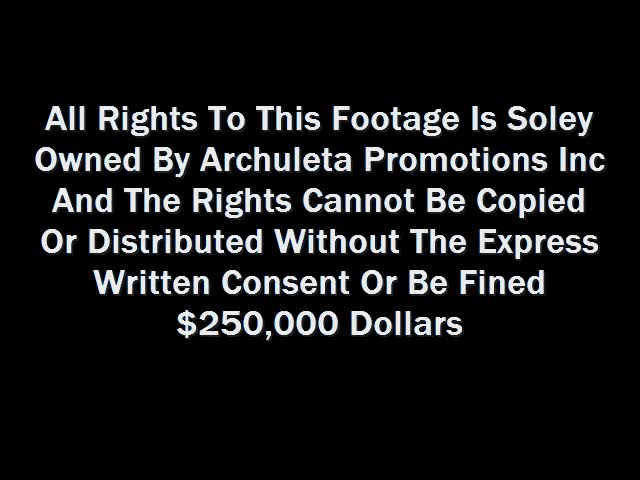 All Rights To This Footage Is Soley
Owned By Archuleta Promotions Inc
And The Rights Cannot Be Copied
Or Distributed Without The Express
Written Consent Or Be Fined
$250,000 Dollars